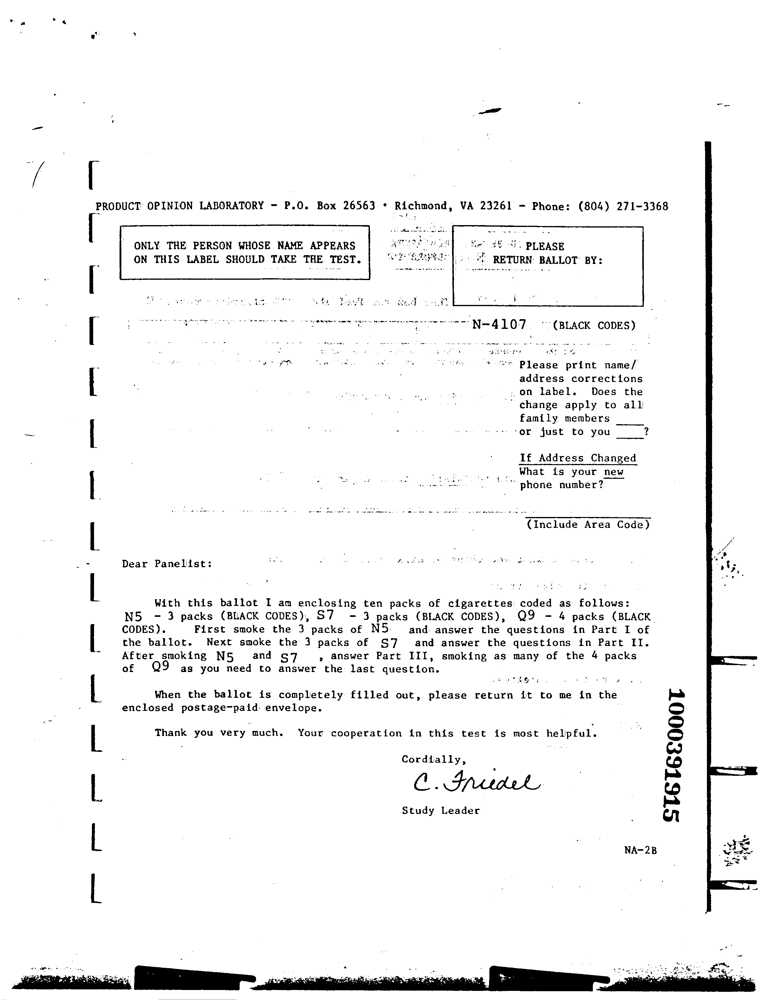 PRODUCT OPINION LABORATORY - P.O. Box 26563 • Richmond, VA 23261 - Phone: (804) 271-3368
ONLY THE PERSON WHOSE NAME APPEARS
ON THIS LABEL SHOULD TAKE THE TEST.
PLEASE
RETURN BALLOT BY:
N-4107 (BLACK CODES)
Please print name/
address corrections
on label. Does the
change apply to all
family members ____
or just to you ____?
If Address Changed
What is your new
phone number?
(Include Area Code)
Dear Panelist:
With this ballot I am enclosing ten packs of cigarettes coded as follows:
N5 - 3 packs (BLACK CODES), S7 - 3 packs (BLACK CODES), Q9 - 4 packs (BLACK
CODES). First smoke the 3 packs of N5 and answer the questions in Part I of
the ballot. Next smoke the 3 packs of S7 and answer the questions in Part II.
After smoking N5 and S7 , answer Part III, smoking as many of the 4 packs
of Q9 as you need to answer the last question.
When the ballot is completely filled out, please return it to me in the
enclosed postage-paid envelope.
Thank you very much. Your cooperation in this test is most helpful.
Cordially,
C. Friedel
Study Leader
NA-2B
1000391915